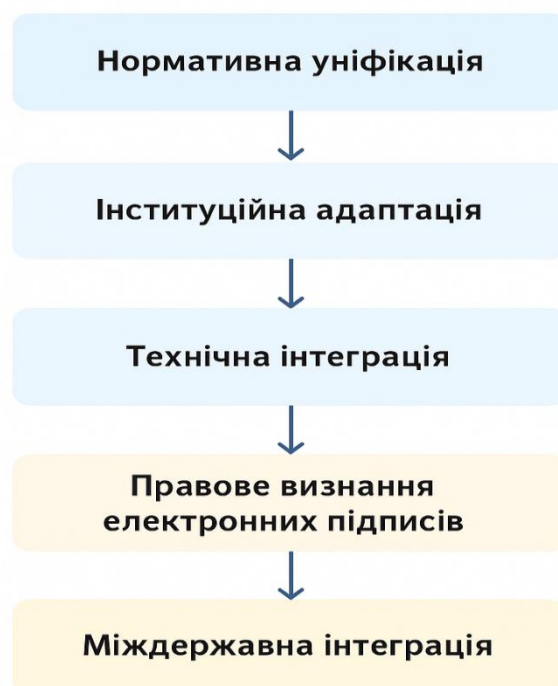 Нормативна уніфікація
Інституційна адаптація
Технічна інтеграція
Правове визнання
електронних підписів
Міждержавна інтеграція